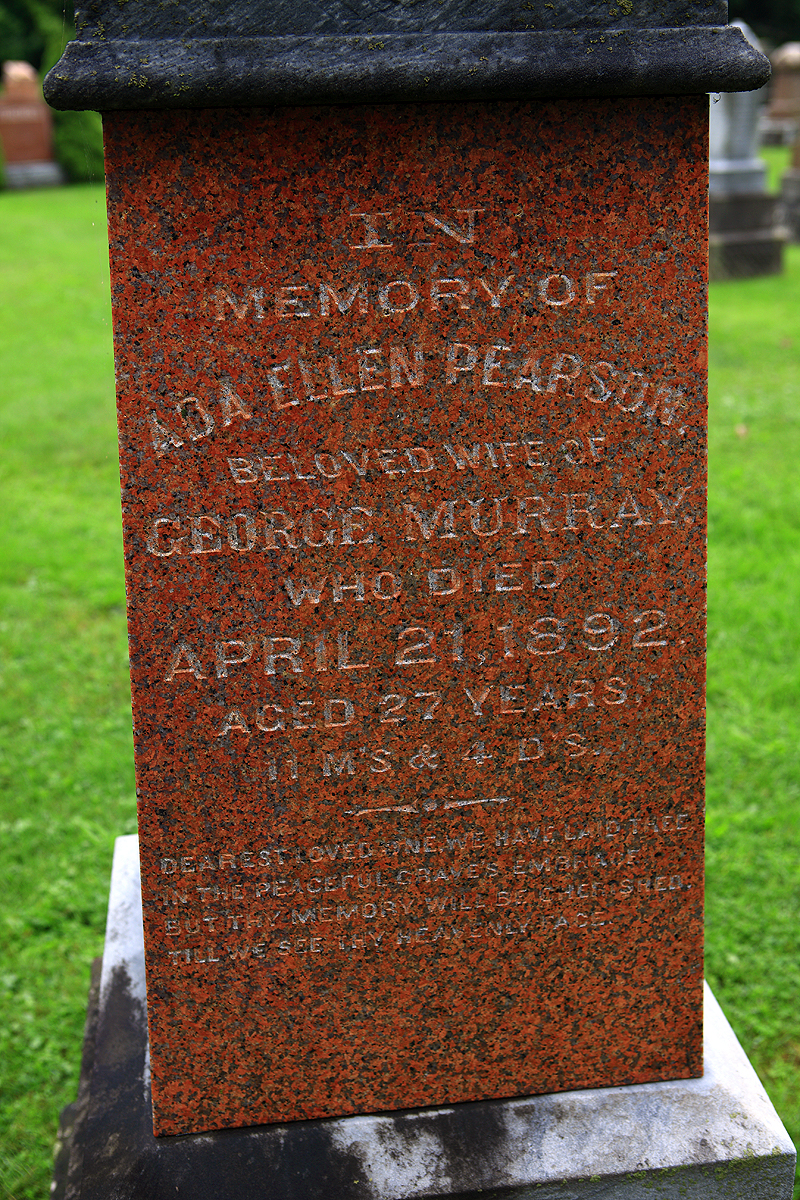 IN
MEMORY OF
ADA ELLEN PEARSON.
BELOVED WIFE OF
GEORGE MURRAY.
WHO DIED
APRIL 21, 1892.
AGED 27 YEARS,
11 M'S & 4 D'S.
DEAREST LOVED ONE, WE HAVE LAID THEE
IN THE PEACEFUL GRAVE'S EMBRACE
BUT THY MEMORY WILL BE CHERISHED.
TILL WE SEE THY HEAVENLY FACE.